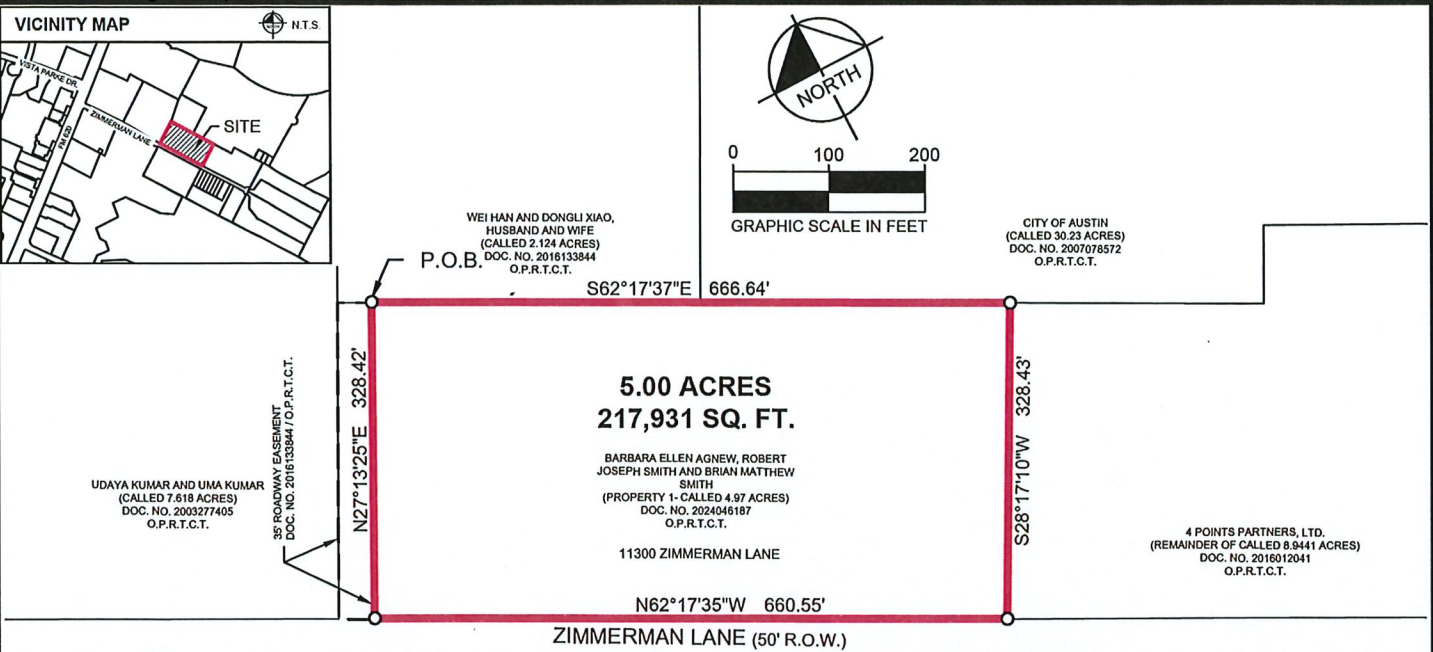 VICINITY MAP
N.T.S.
VISTA PARKE DR.
ZIMMERMAN LANE
FM 620
SITE
NORTH
0 100 200
GRAPHIC SCALE IN FEET
WEI HAN AND DONGLI XIAO,
HUSBAND AND WIFE
(CALLED 2.124 ACRES)
DOC. NO. 2016133844
O.P.R.T.C.T.
P.O.B.
CITY OF AUSTIN
(CALLED 30.23 ACRES)
DOC. NO. 2007078572
O.P.R.T.C.T.
S62°17'37"E 666.64'
N27°13'25"E 328.42'
35' ROADWAY EASEMENT
DOC. NO. 2016133844 / O.P.R.T.C.T.
UDAYA KUMAR AND UMA KUMAR
(CALLED 7.618 ACRES)
DOC. NO. 2003277405
O.P.R.T.C.T.
5.00 ACRES
217,931 SQ. FT.
BARBARA ELLEN AGNEW, ROBERT
JOSEPH SMITH AND BRIAN MATTHEW
SMITH
(PROPERTY 1- CALLED 4.97 ACRES)
DOC. NO. 2024046187
O.P.R.T.C.T.
11300 ZIMMERMAN LANE
S28°17'10"W 328.43'
4 POINTS PARTNERS, LTD.
(REMAINDER OF CALLED 8.9441 ACRES)
DOC. NO. 2016012041
O.P.R.T.C.T.
N62°17'35"W 660.55'
ZIMMERMAN LANE (50' R.O.W.)